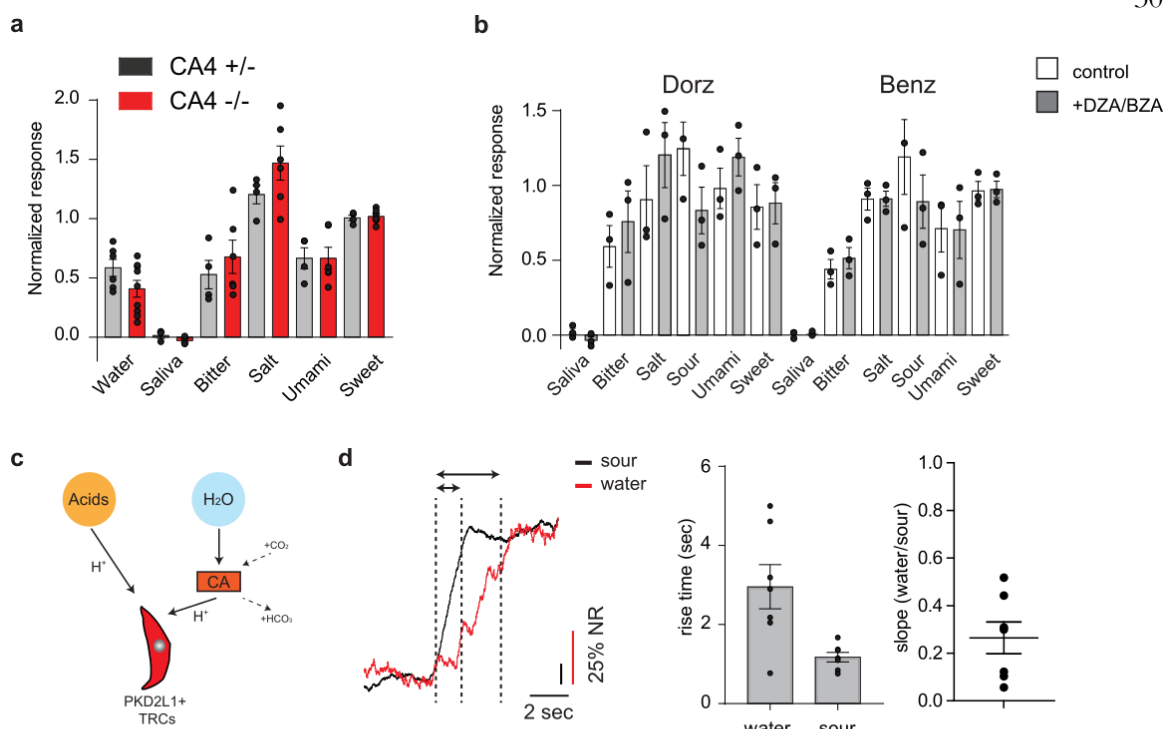 a
CA4 +/-
CA4 -/-
Normalized response
2.0
1.5
1.0
0.5
0.0
Water
Saliva
Bitter
Salt
Umami
Sweet
b
Dorz
Benz
control
+DZA/BZA
Normalized response
1.5
1.0
0.5
0.0
Saliva
Bitter
Salt
Sour
Umami
Sweet
Saliva
Bitter
Salt
Sour
Umami
Sweet
c
Acids
H₂O
H⁺
+CO₂
CA
H⁺
+HCO₃
PKD2L1+
TRCs
d
sour
water
25% NR
2 sec
rise time (sec)
6
4
2
0
water
sour
slope (water/sour)
1.0
0.8
0.6
0.4
0.2
0.0